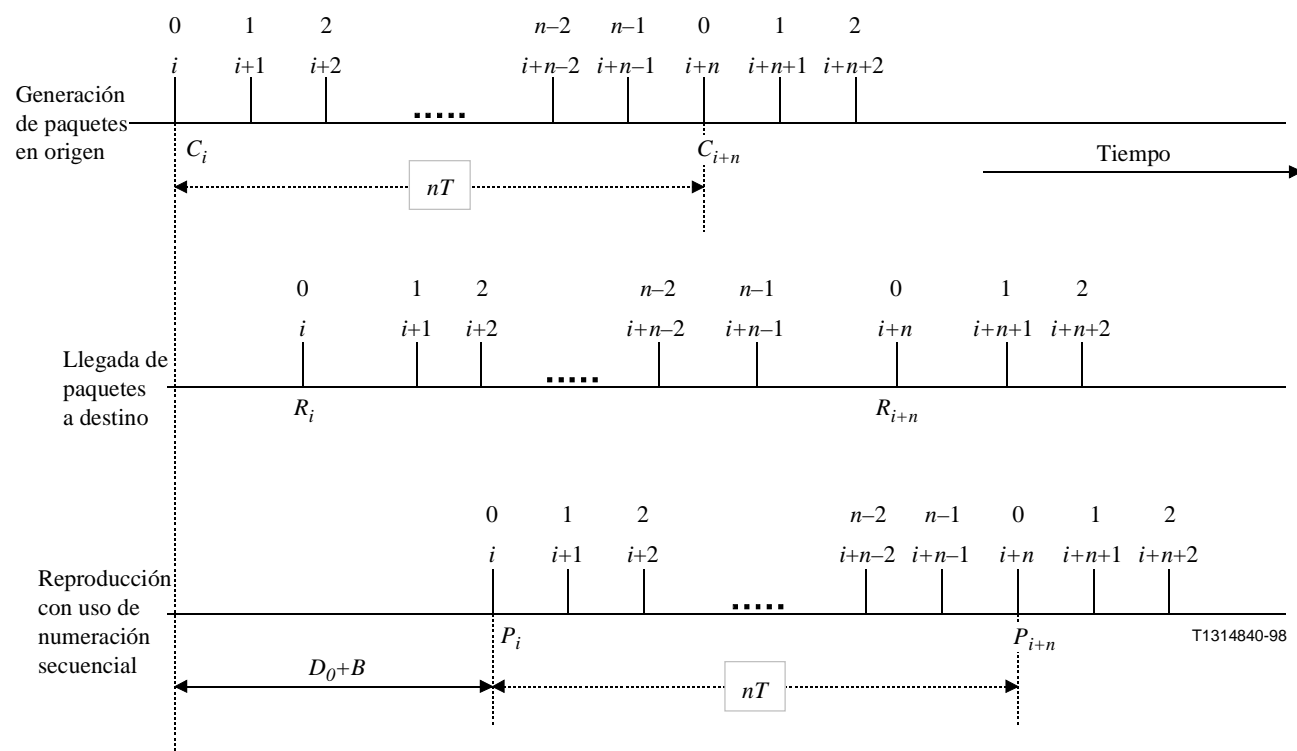 0 1 2 n–2 n–1 0 1 2
i i+1 i+2 i+n–2 i+n–1 i+n i+n+1 i+n+2
Generación
de paquetes
en origen
.....
C_i C_{i+n}
Tiempo
nT
0 1 2 n–2 n–1 0 1 2
i i+1 i+2 i+n–2 i+n–1 i+n i+n+1 i+n+2
Llegada de
paquetes
a destino
.....
R_i R_{i+n}
0 1 2 n–2 n–1 0 1 2
i i+1 i+2 i+n–2 i+n–1 i+n i+n+1 i+n+2
Reproducción
con uso de
numeración
secuencial
.....
P_i P_{i+n}
T1314840-98
D_0+B
nT